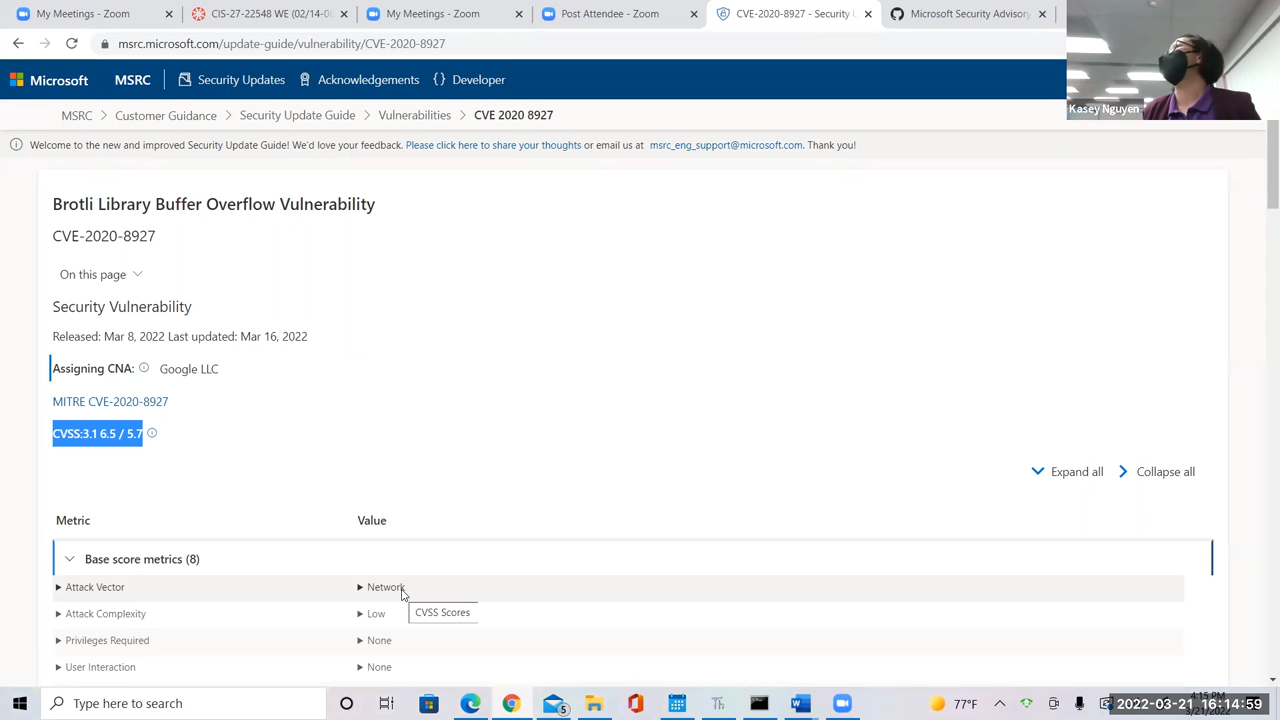 My Meetings - Zoom
CIS-27-22548 WE (02/14-0
My Meetings - Zoom
Post Attendee - Zoom
CVE-2020-8927 - Security U
Microsoft Security Advisory
msrc.microsoft.com/update-guide/vulnerability/CVE-2020-8927
Microsoft MSRC Security Updates Acknowledgements {} Developer
Kasey Nguyen
MSRC > Customer Guidance > Security Update Guide > Vulnerabilities > CVE 2020 8927
Welcome to the new and improved Security Update Guide! We'd love your feedback. Please click here to share your thoughts or email us at msrc_eng_support@microsoft.com. Thank you!
Brotli Library Buffer Overflow Vulnerability
CVE-2020-8927
On this page
Security Vulnerability
Released: Mar 8, 2022 Last updated: Mar 16, 2022
Assigning CNA: Google LLC
MITRE CVE-2020-8927
CVSS:3.1 6.5 / 5.7
Expand all Collapse all
Metric Value
Base score metrics (8)
Attack Vector Network
CVSS Scores
Attack Complexity Low
Privileges Required None
User Interaction None
Type here to search
5
77°F
4:15 PM
3/21/2022
2022-03-21 16:14:59